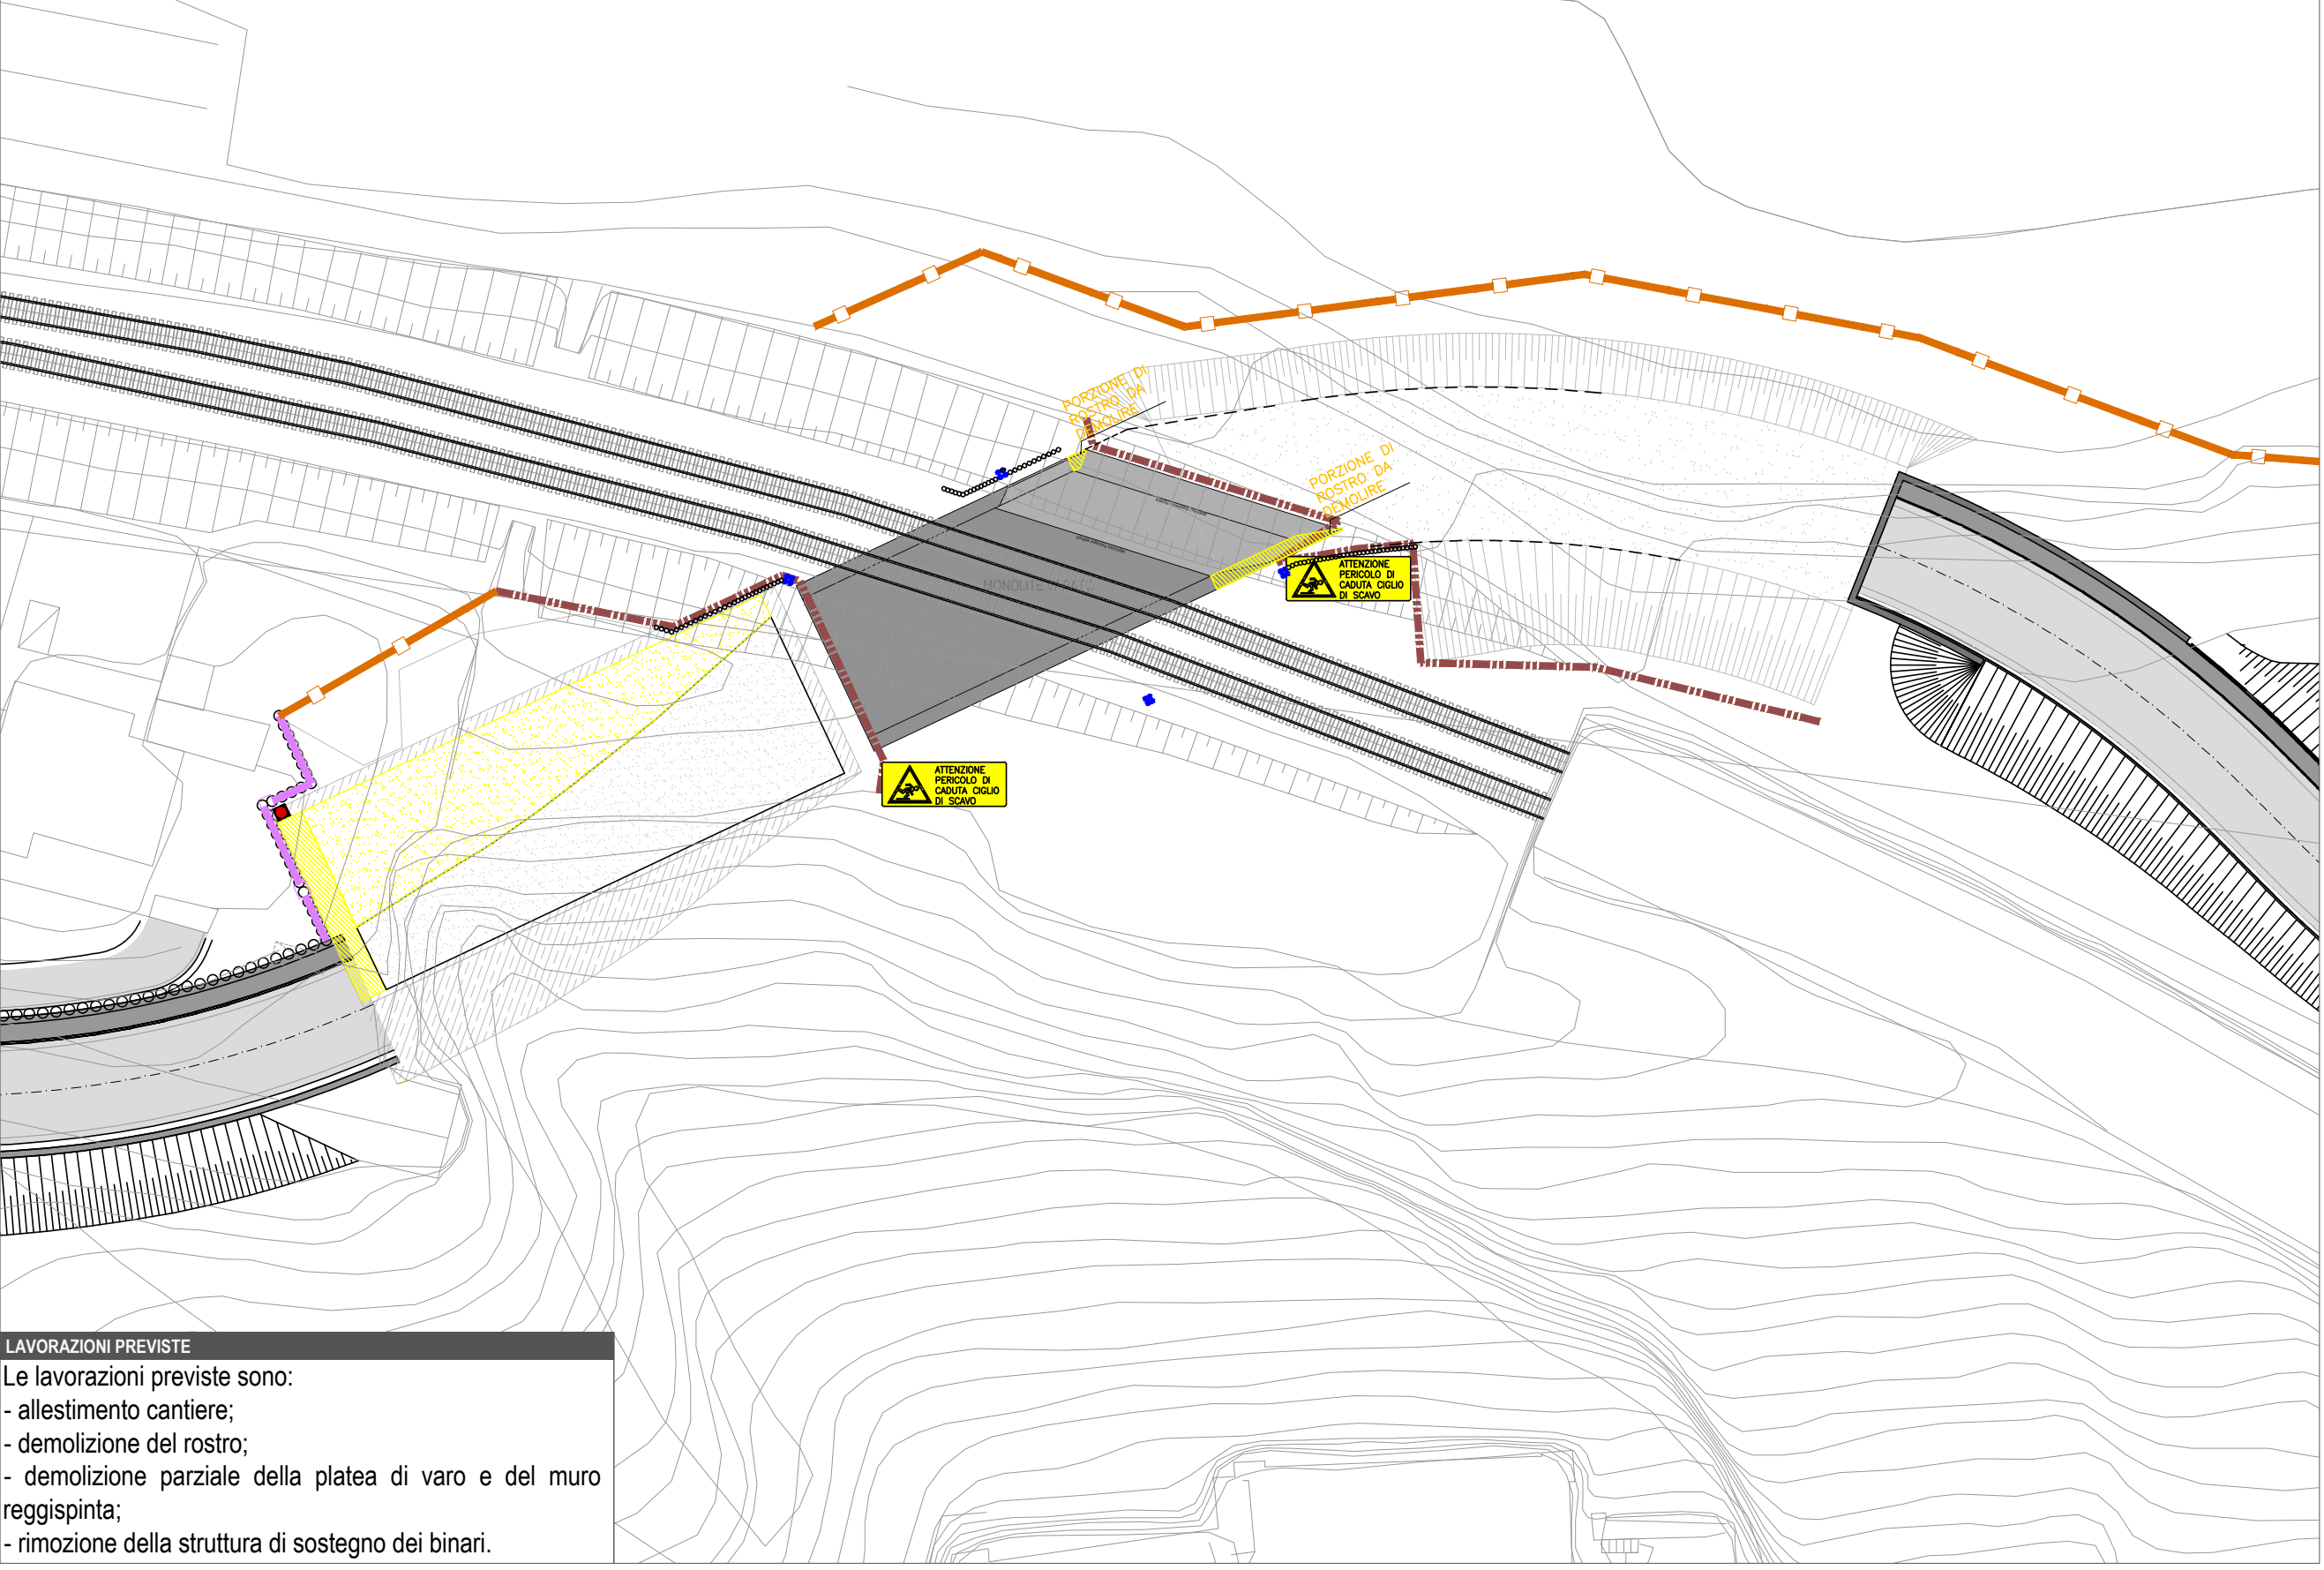 PORZIONE DI
ROSTRO DA
DEMOLIRE
PORZIONE DI
ROSTRO DA
DEMOLIRE
ATTENZIONE
PERICOLO DI
CADUTA CIGLIO
DI SCAVO
MONOLITE
ATTENZIONE
PERICOLO DI
CADUTA CIGLIO
DI SCAVO
LAVORAZIONI PREVISTE
Le lavorazioni previste sono:
- allestimento cantiere;
- demolizione del rostro;
- demolizione parziale della platea di varo e del muro
reggispinta;
- rimozione della struttura di sostegno dei binari.